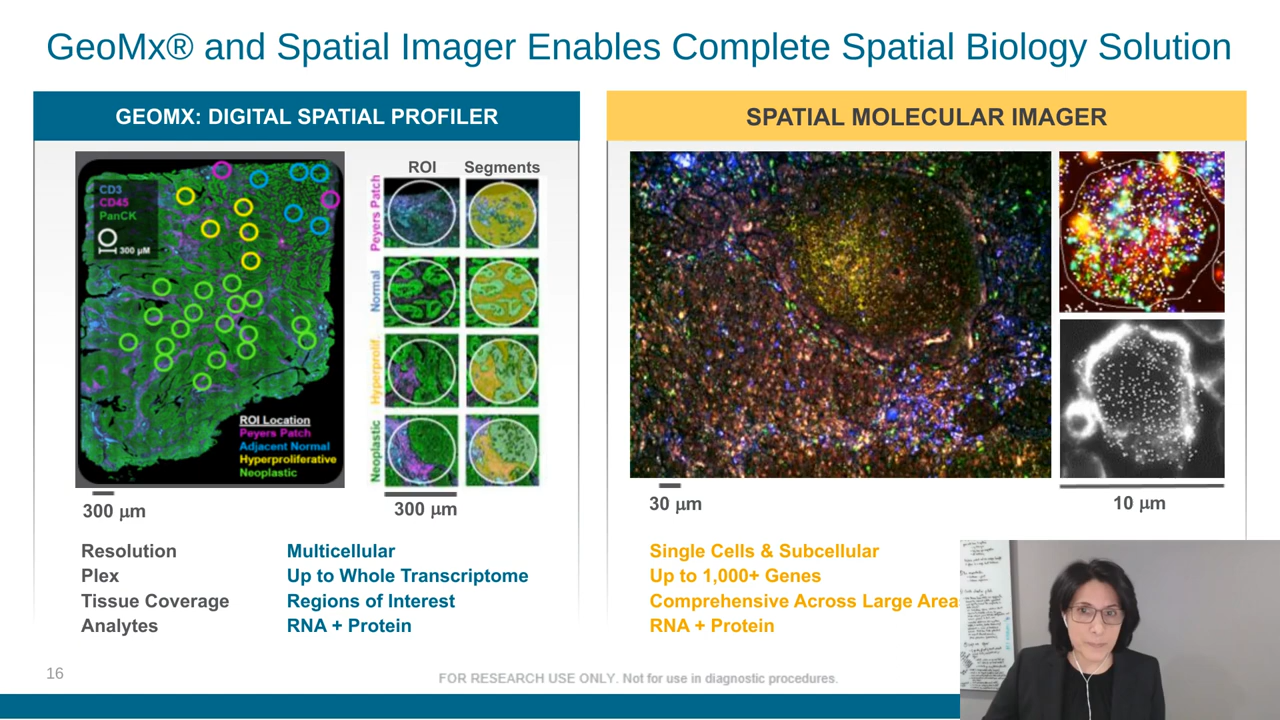 GeoMx® and Spatial Imager Enables Complete Spatial Biology Solution
GEOMX: DIGITAL SPATIAL PROFILER
CD3
CD45
PanCK
300 µM
ROI Location
Peyers Patch
Adjacent Normal
Hyperproliferative
Neoplastic
300 µm
ROI Segments
Peyers Patch
Normal
Hyperprolif.
Neoplastic
300 µm
Resolution Multicellular
Plex Up to Whole Transcriptome
Tissue Coverage Regions of Interest
Analytes RNA + Protein
SPATIAL MOLECULAR IMAGER
30 µm
10 µm
Single Cells & Subcellular
Up to 1,000+ Genes
Comprehensive Across Large Area
RNA + Protein
16
FOR RESEARCH USE ONLY. Not for use in diagnostic procedures.